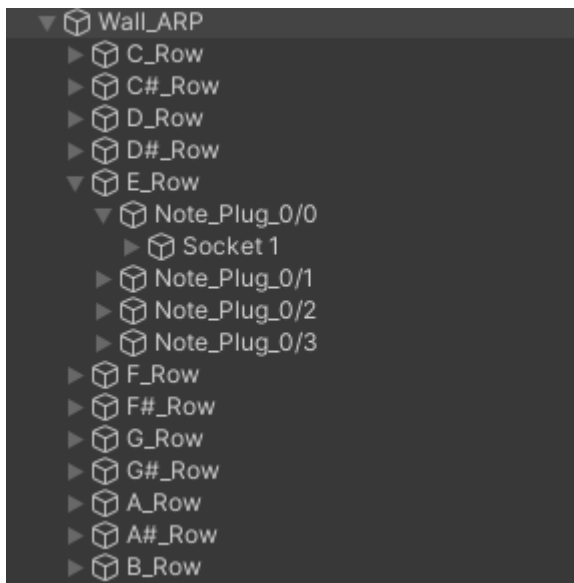 Wall_ARP
C_Row
C#_Row
D_Row
D#_Row
E_Row
Note_Plug_0/0
Socket 1
Note_Plug_0/1
Note_Plug_0/2
Note_Plug_0/3
F_Row
F#_Row
G_Row
G#_Row
A_Row
A#_Row
B_Row